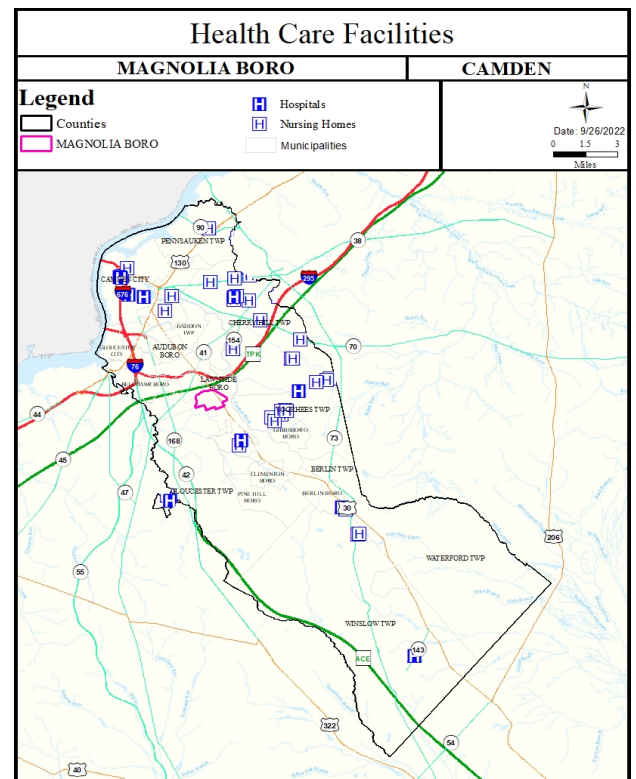 Health Care Facilities
MAGNOLIA BORO
CAMDEN
Legend
Counties
MAGNOLIA BORO
H Hospitals
H Nursing Homes
Municipalities
N
Date: 9/26/2022
0 1.5 3
Miles
90
PENNSAUKEN TWP
38
130
295
676
HADDON
TWP
CHERRY HILL TWP
GLOUCESTER
CITY
AUDUBON
BORO
41
154
TPK
70
76
BORO
44
VOORHEES TWP
GIBBSBORO
BORO
168
73
45
42
BERLIN TWP
CLEMENTON
BORO
47
GLOUCESTER TWP
PINE HILL
BORO
BERLIN BORO
30
206
WATERFORD TWP
55
WINSLOW TWP
143
ACE
322
54
40